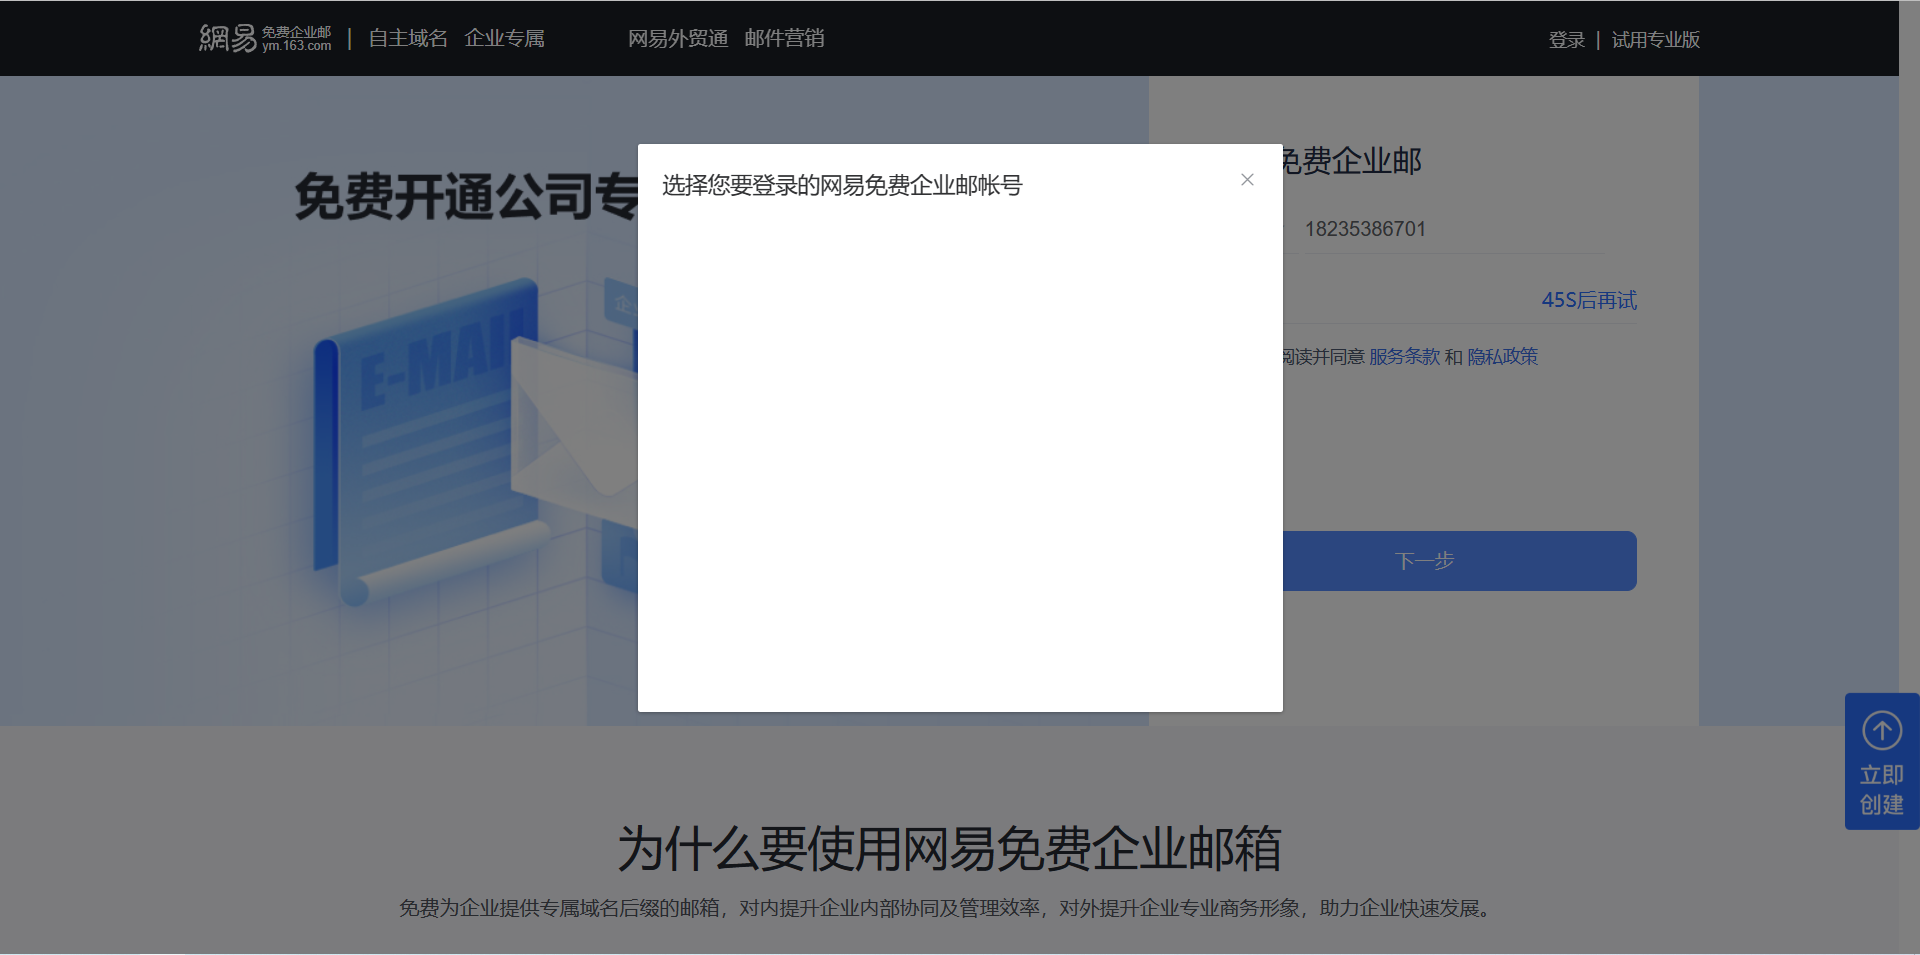 網易 免费企业邮 ym.163.com | 自主域名 企业专属 网易外贸通 邮件营销 登录 | 试用专业版
免费开通公司专
E-MAIL
选择您要登录的网易免费企业邮帐号
免费企业邮
18235386701
45S后再试
阅读并同意 服务条款 和 隐私政策
下一步
立即
创建
为什么要使用网易免费企业邮箱
免费为企业提供专属域名后缀的邮箱，对内提升企业内部协同及管理效率，对外提升企业专业商务形象，助力企业快速发展。